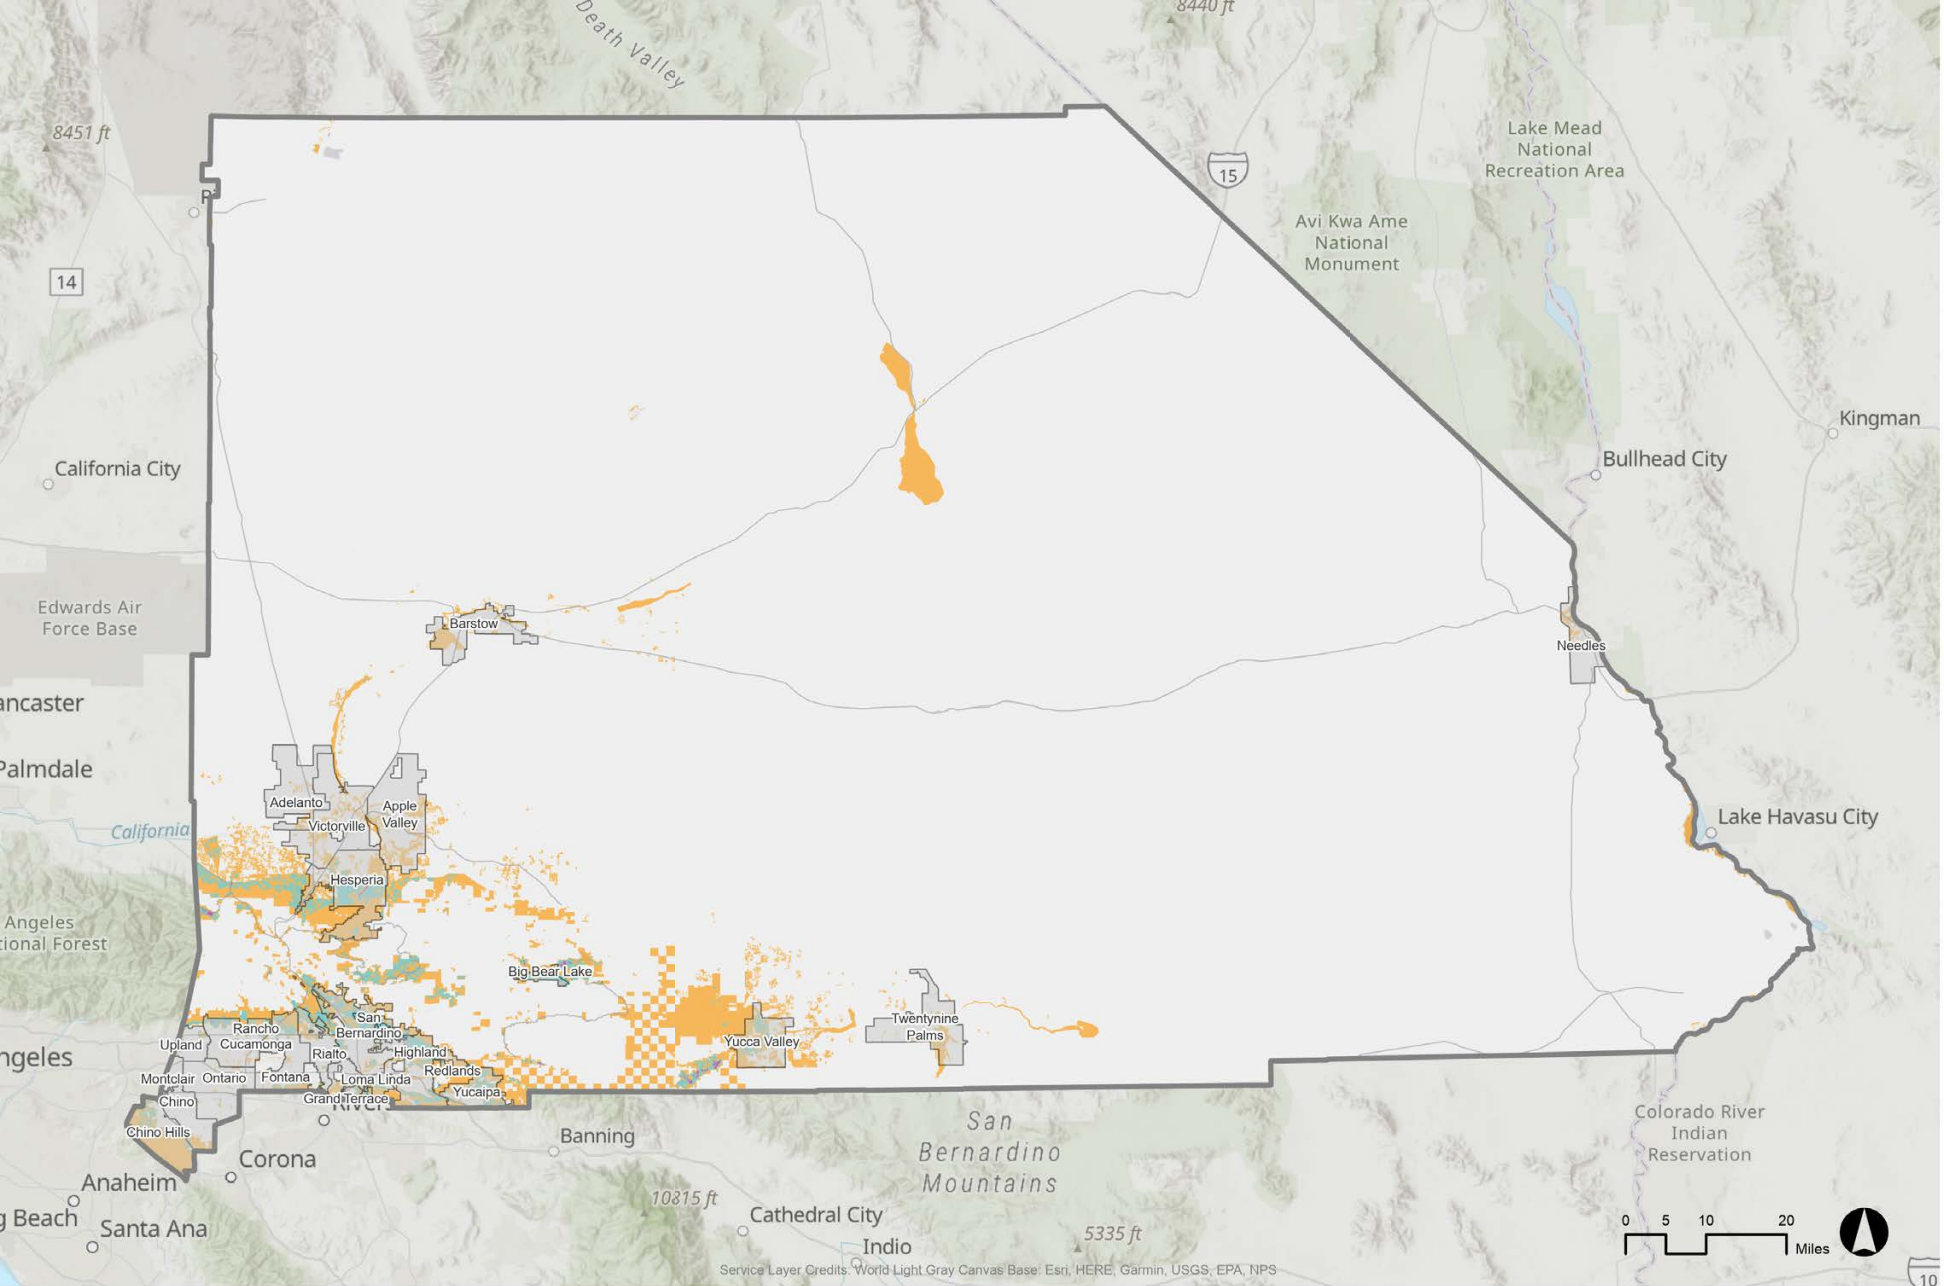 8440 ft
Death Valley
8451 ft
Lake Mead
National
Recreation Area
15
Avi Kwa Ame
National
Monument
14
Kingman
California City
Bullhead City
Edwards Air
Force Base
Barstow
Needles
ancaster
Palmdale
Adelanto
Apple
Valley
Victorville
California
Lake Havasu City
Hesperia
Angeles
tional Forest
Big Bear Lake
San
Bernardino
Rancho
Cucamonga
Upland
Rialto
Highland
Yucca Valley
Twentynine
Palms
ngeles
Montclair
Ontario
Fontana
Loma Linda
Redlands
Yucaipa
Chino
Grand Terrace
Rivers
Chino Hills
San
Bernardino
Mountains
Banning
Colorado River
Indian
Reservation
Corona
Anaheim
10815 ft
Cathedral City
g Beach
Santa Ana
5335 ft
Indio
0 5 10 20
Miles
Service Layer Credits: World Light Gray Canvas Base: Esri, HERE, Garmin, USGS, EPA, NPS
10